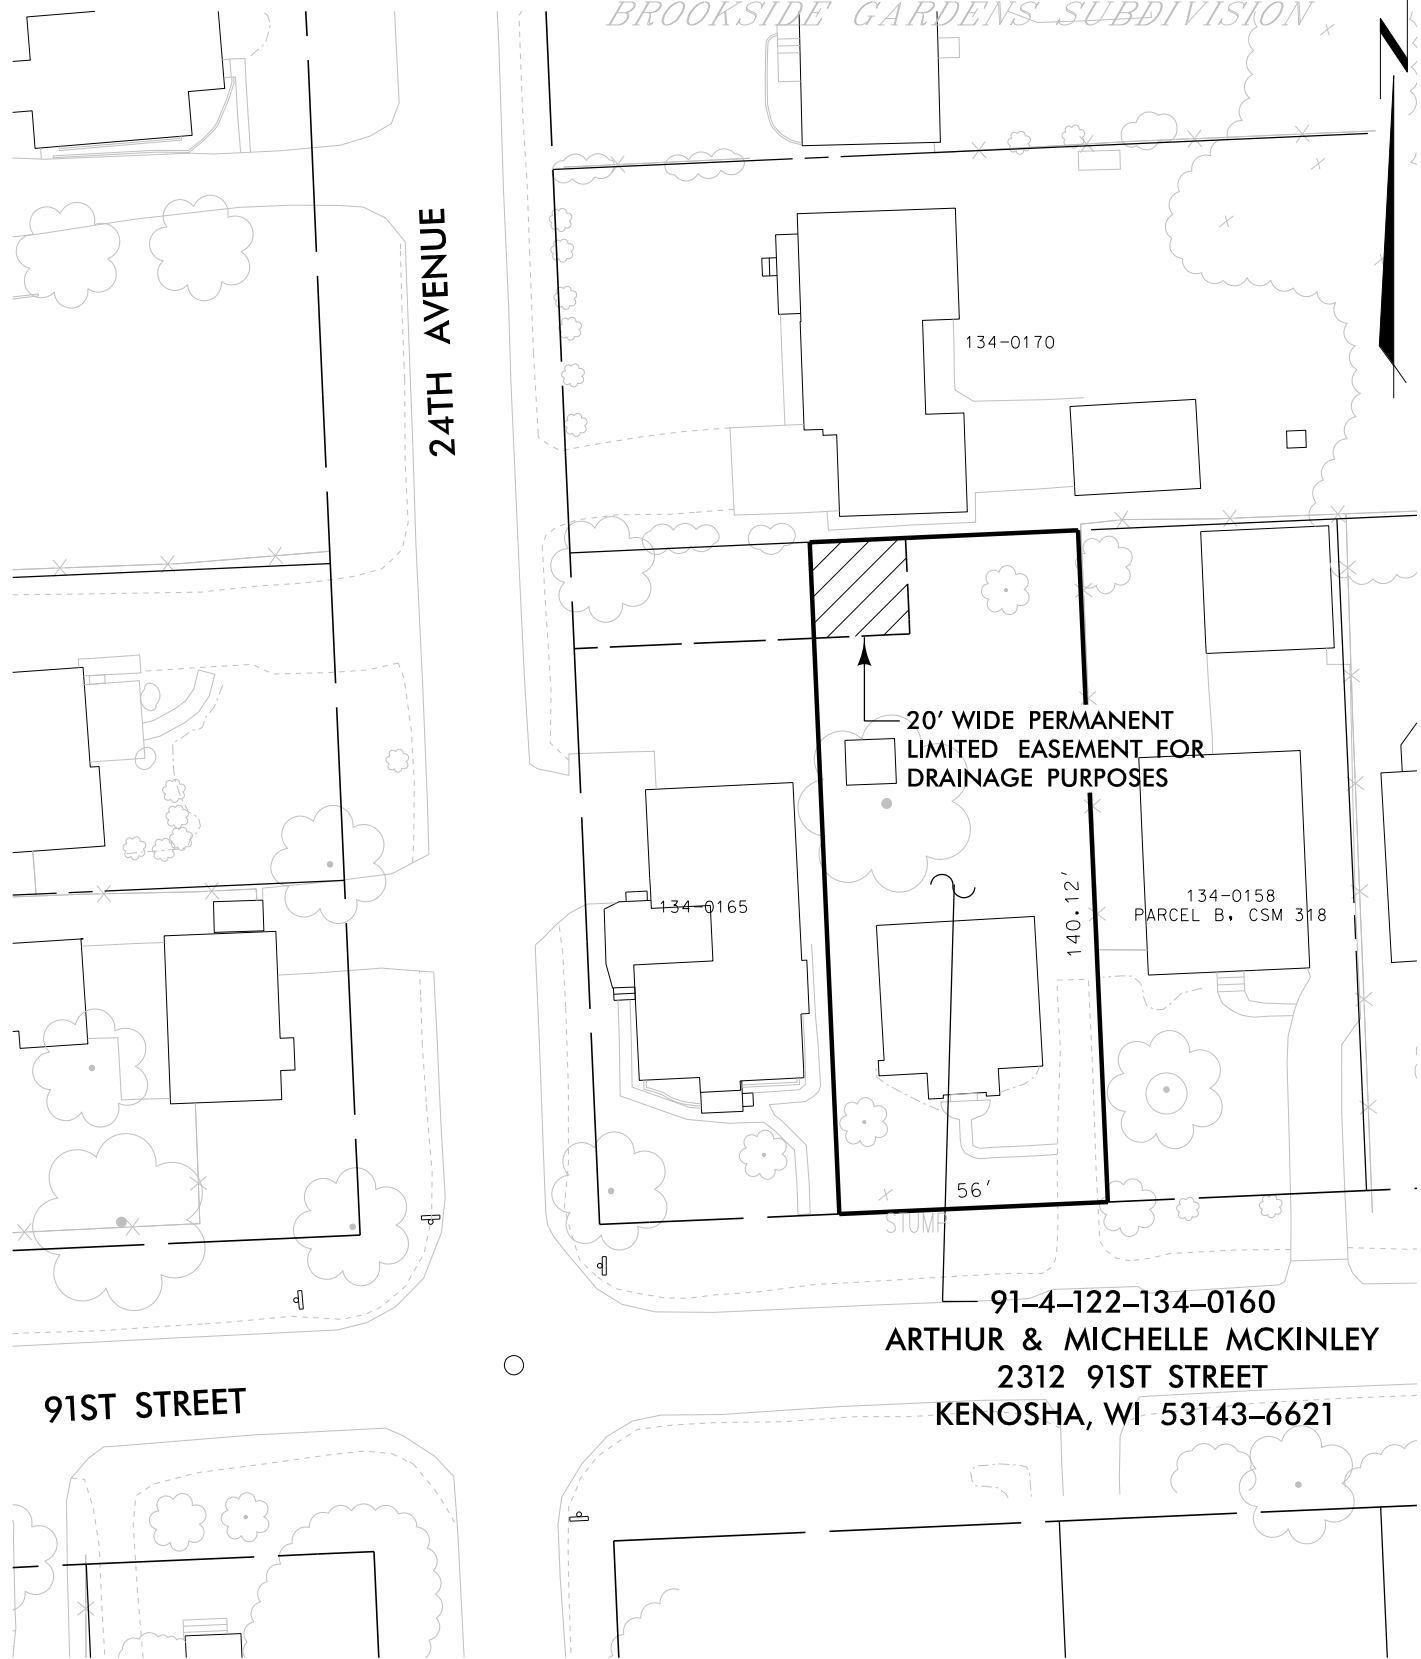 BROOKSIDE GARDENS SUBDIVISION
N
24TH AVENUE
134-0170
20' WIDE PERMANENT
LIMITED EASEMENT FOR
DRAINAGE PURPOSES
134-0165
140.12'
134-0158
PARCEL B, CSM 318
56'
STUMP
91-4-122-134-0160
ARTHUR & MICHELLE MCKINLEY
2312 91ST STREET
KENOSHA, WI 53143-6621
91ST STREET